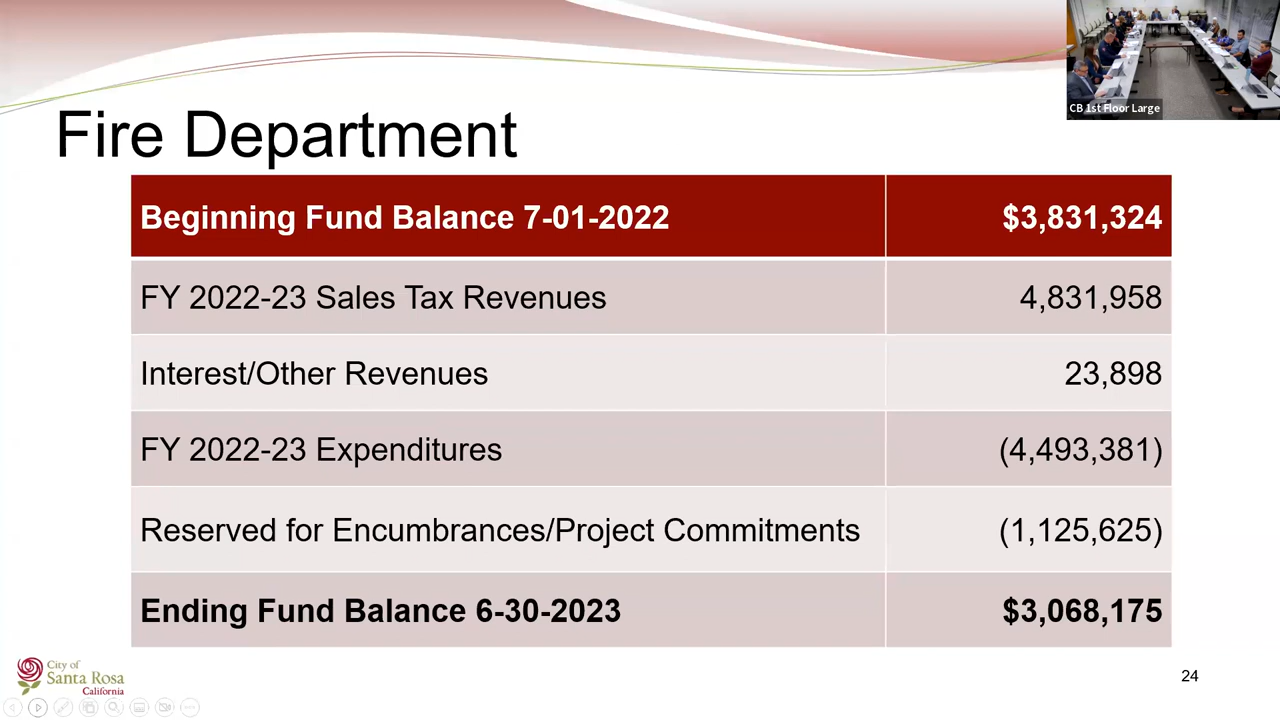 CB 1st Floor Large
Fire Department
Beginning Fund Balance 7-01-2022 $3,831,324
FY 2022-23 Sales Tax Revenues 4,831,958
Interest/Other Revenues 23,898
FY 2022-23 Expenditures (4,493,381)
Reserved for Encumbrances/Project Commitments (1,125,625)
Ending Fund Balance 6-30-2023 $3,068,175
City of
Santa Rosa
California
24